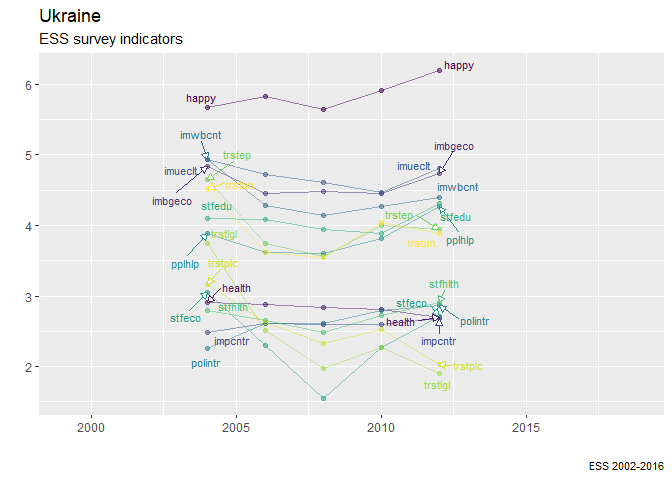 Ukraine
ESS survey indicators
happy
happy
6
imwbcnt
trstep
imbgeco
5
imueclt
trstun
imueclt
imbgeco
imwbcnt
stfedu
trstep
stfedu
4
trstlgl
trstun
pplhlp
pplhlp
trstplc
health
stfhlth
3
stfhlth
stfeco
stfeco
health
polintr
impcntr
impcntr
polintr
2
trstplc
trstlgl
2000
2005
2010
2015
ESS 2002-2016